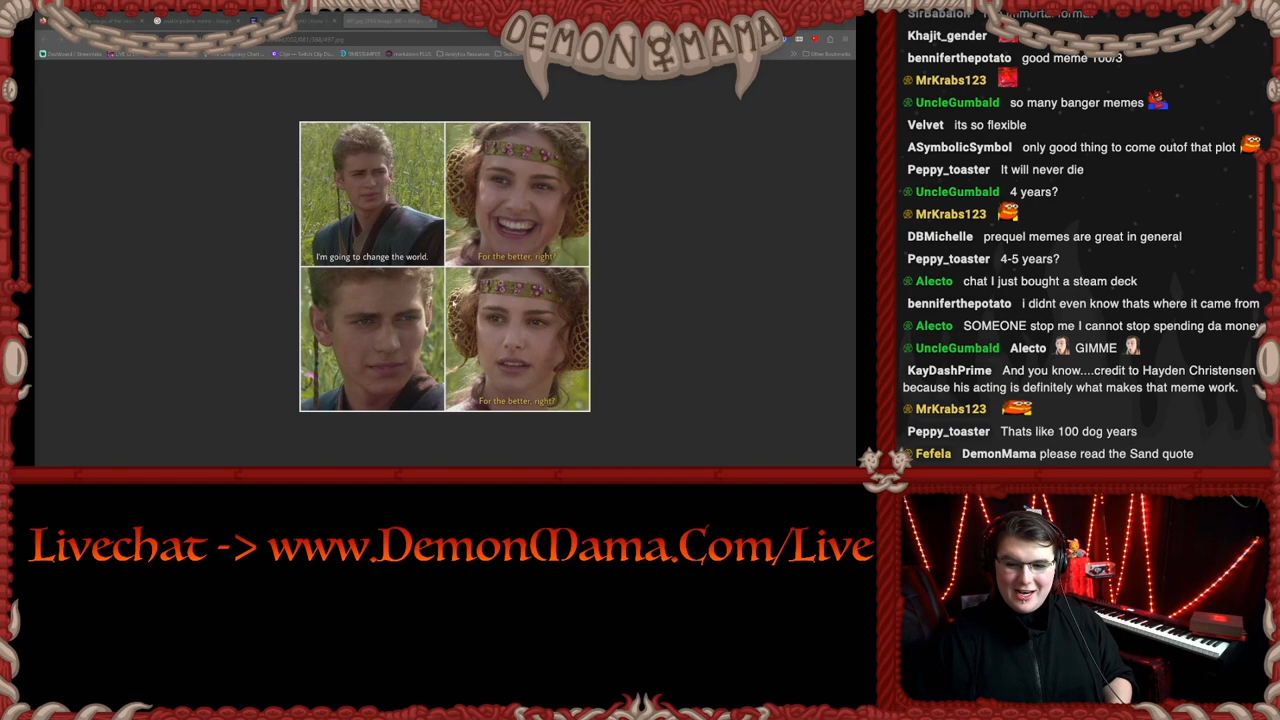 DEMON MAMA
Other Bookmarks
I'm going to change the world.
For the better, right?
For the better, right?
SirBabalon
Khajit_gender
benniferthepotato good meme 100/3
MrKrabs123
UncleGumbald so many banger memes
Velvet its so flexible
ASymbolicSymbol only good thing to come outof that plot
Peppy_toaster It will never die
UncleGumbald 4 years?
MrKrabs123
DBMichelle prequel memes are great in general
Peppy_toaster 4-5 years?
Alecto chat I just bought a steam deck
benniferthepotato i didnt even know thats where it came from
Alecto SOMEONE stop me I cannot stop spending da money
UncleGumbald Alecto GIMME
KayDashPrime And you know....credit to Hayden Christensen
because his acting is definitely what makes that meme work.
MrKrabs123
Peppy_toaster Thats like 100 dog years
Fefela DemonMama please read the Sand quote
Livechat -> www.DemonMama.Com/Live